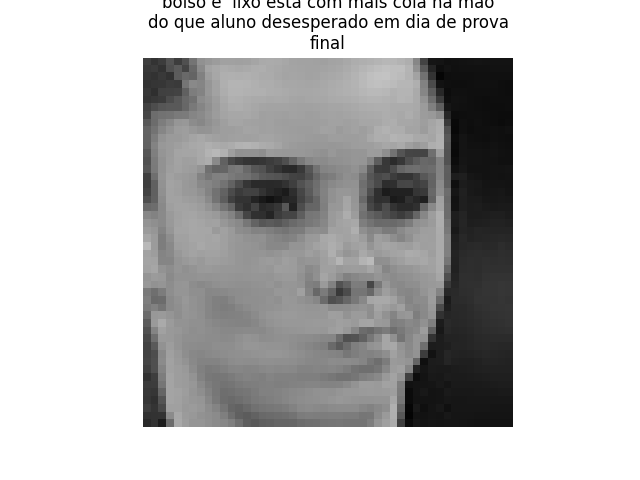 bolso e 'lixo está com mais cola na mão
do que aluno desesperado em dia de prova
final